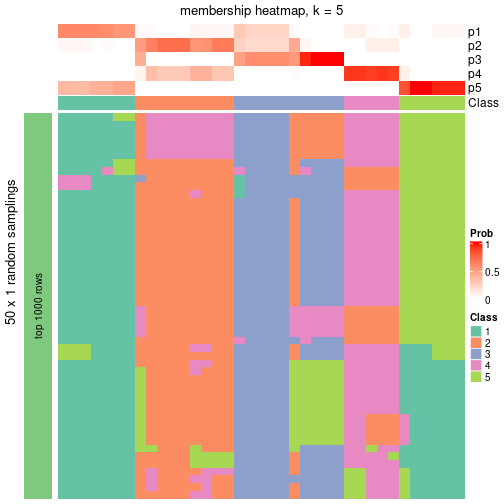 membership heatmap, k = 5
p1
p2
p3
p4
p5
Class
50 x 1 random samplings
top 1000 rows
Prob
1
0.5
0
Class
1
2
3
4
5